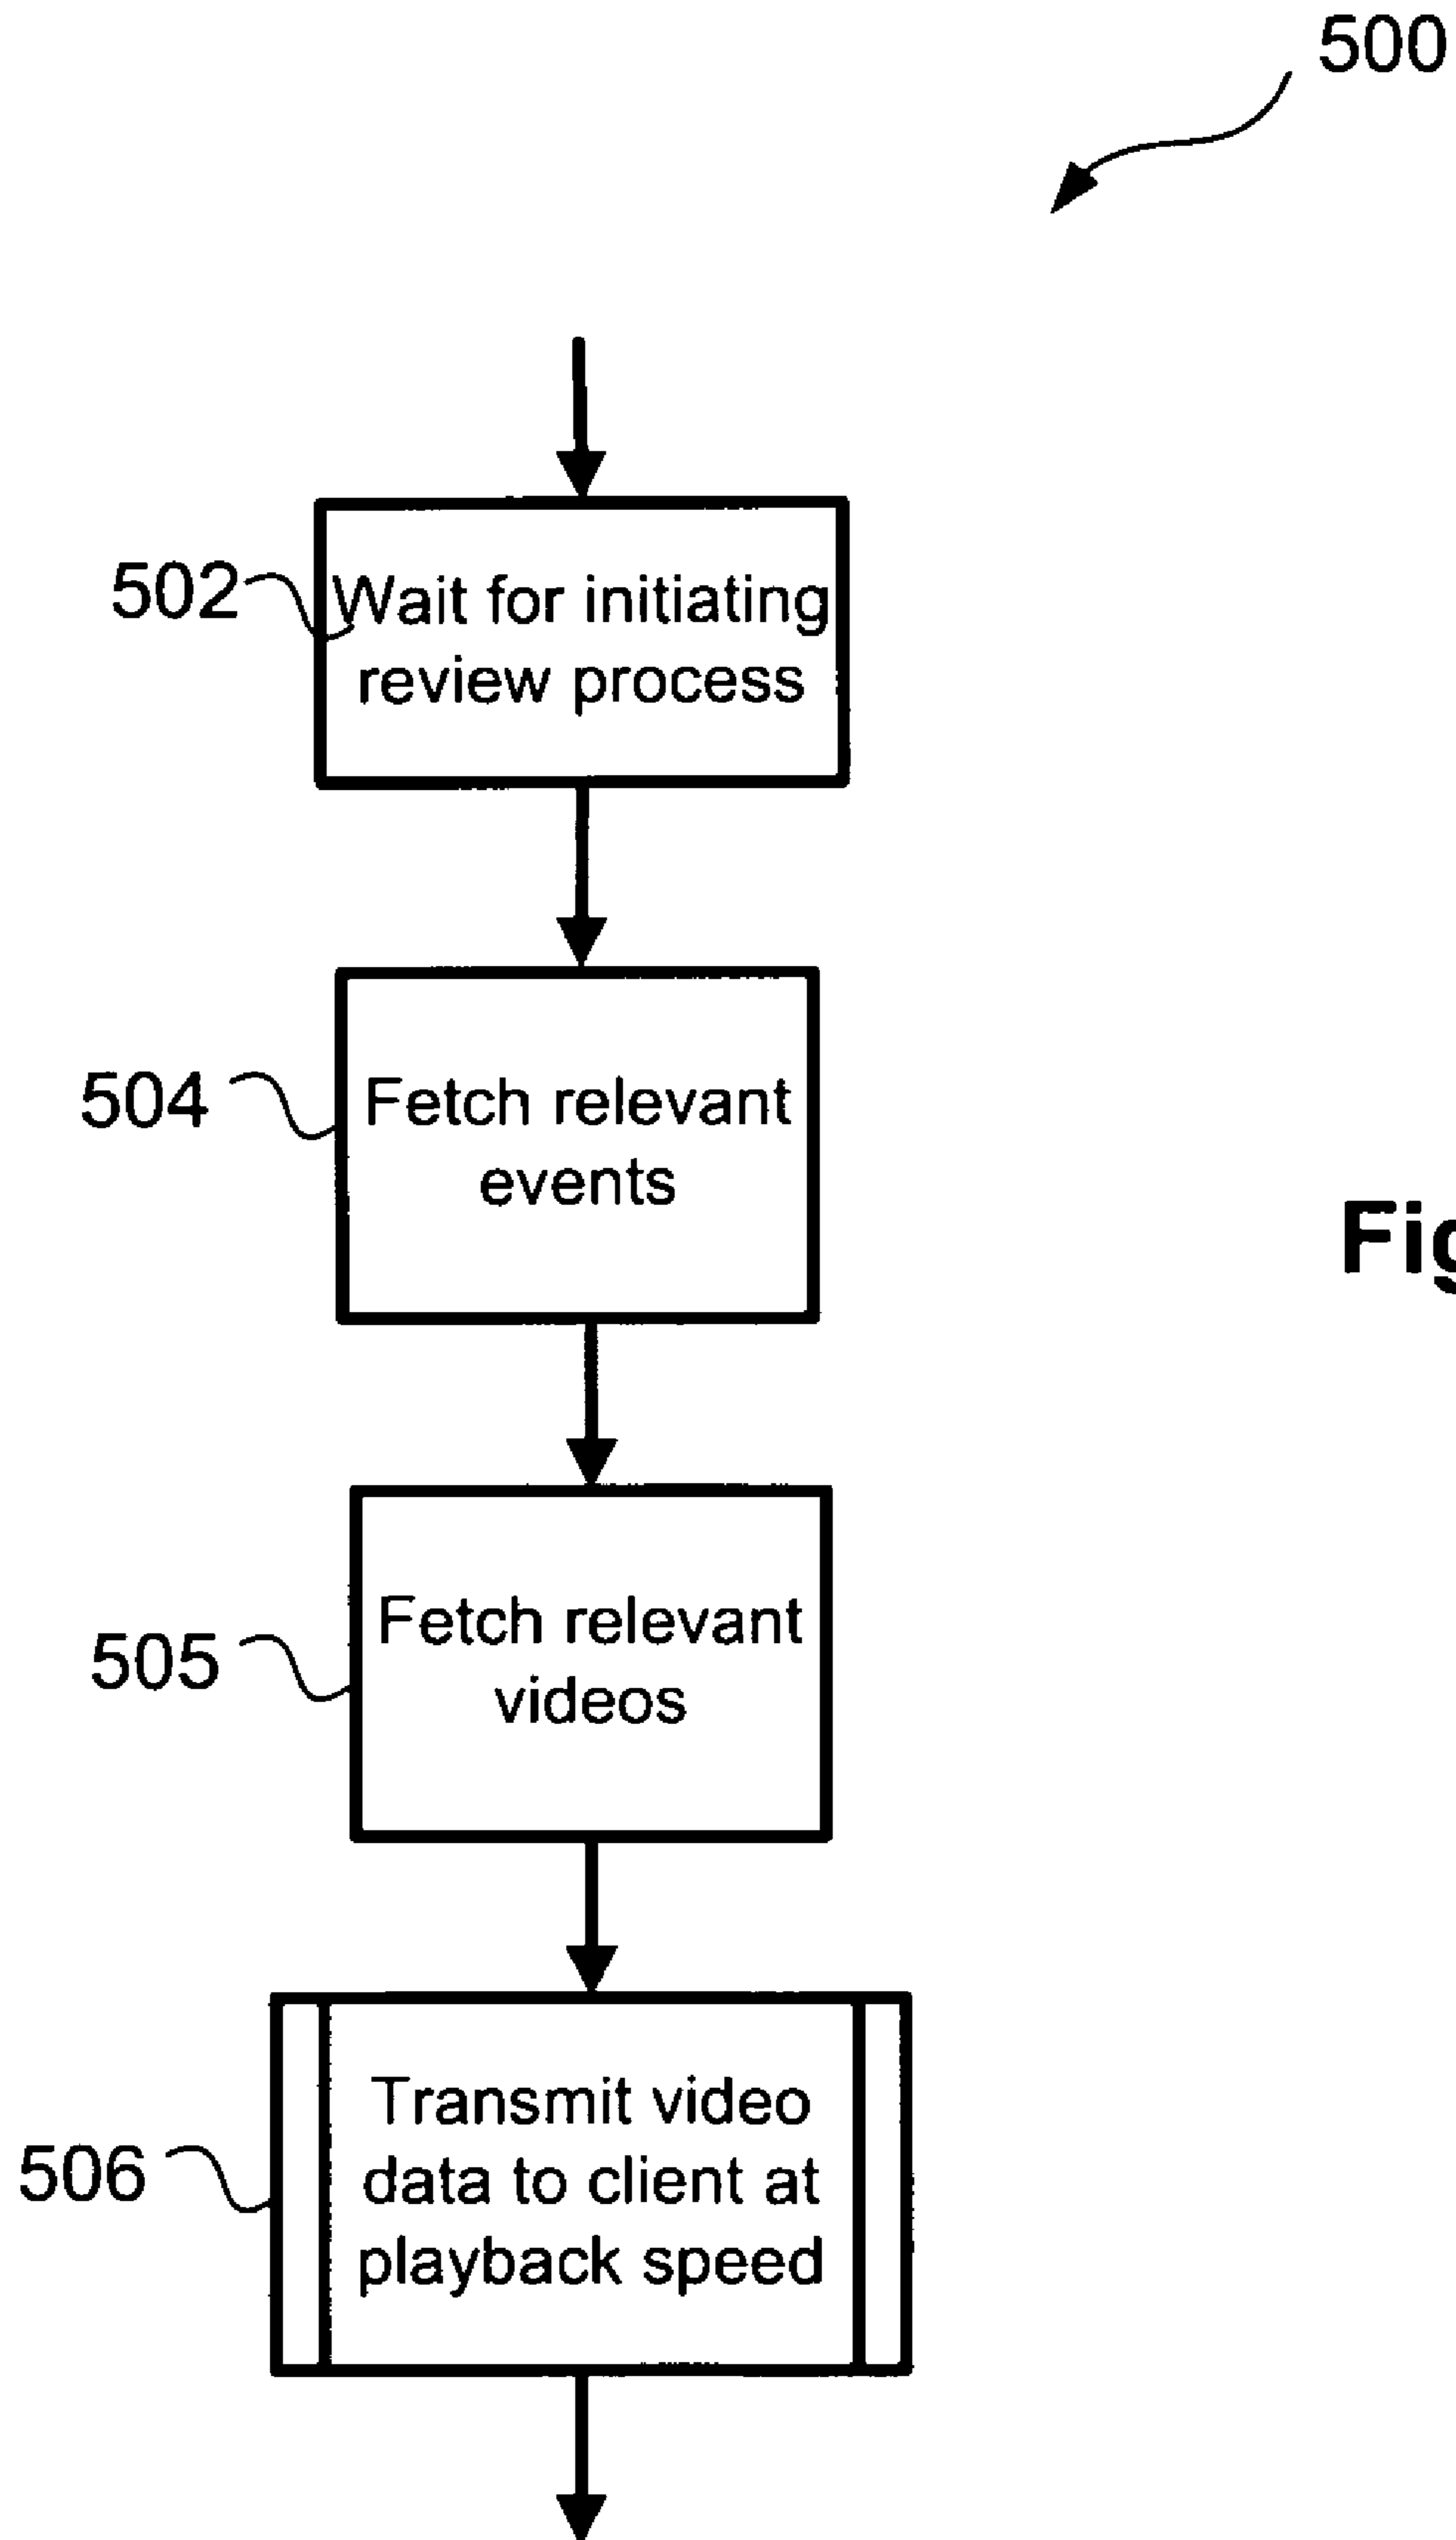 500
502
Wait for initiating
review process
504
Fetch relevant
events
Fig
505
Fetch relevant
videos
506
Transmit video
data to client at
playback speed